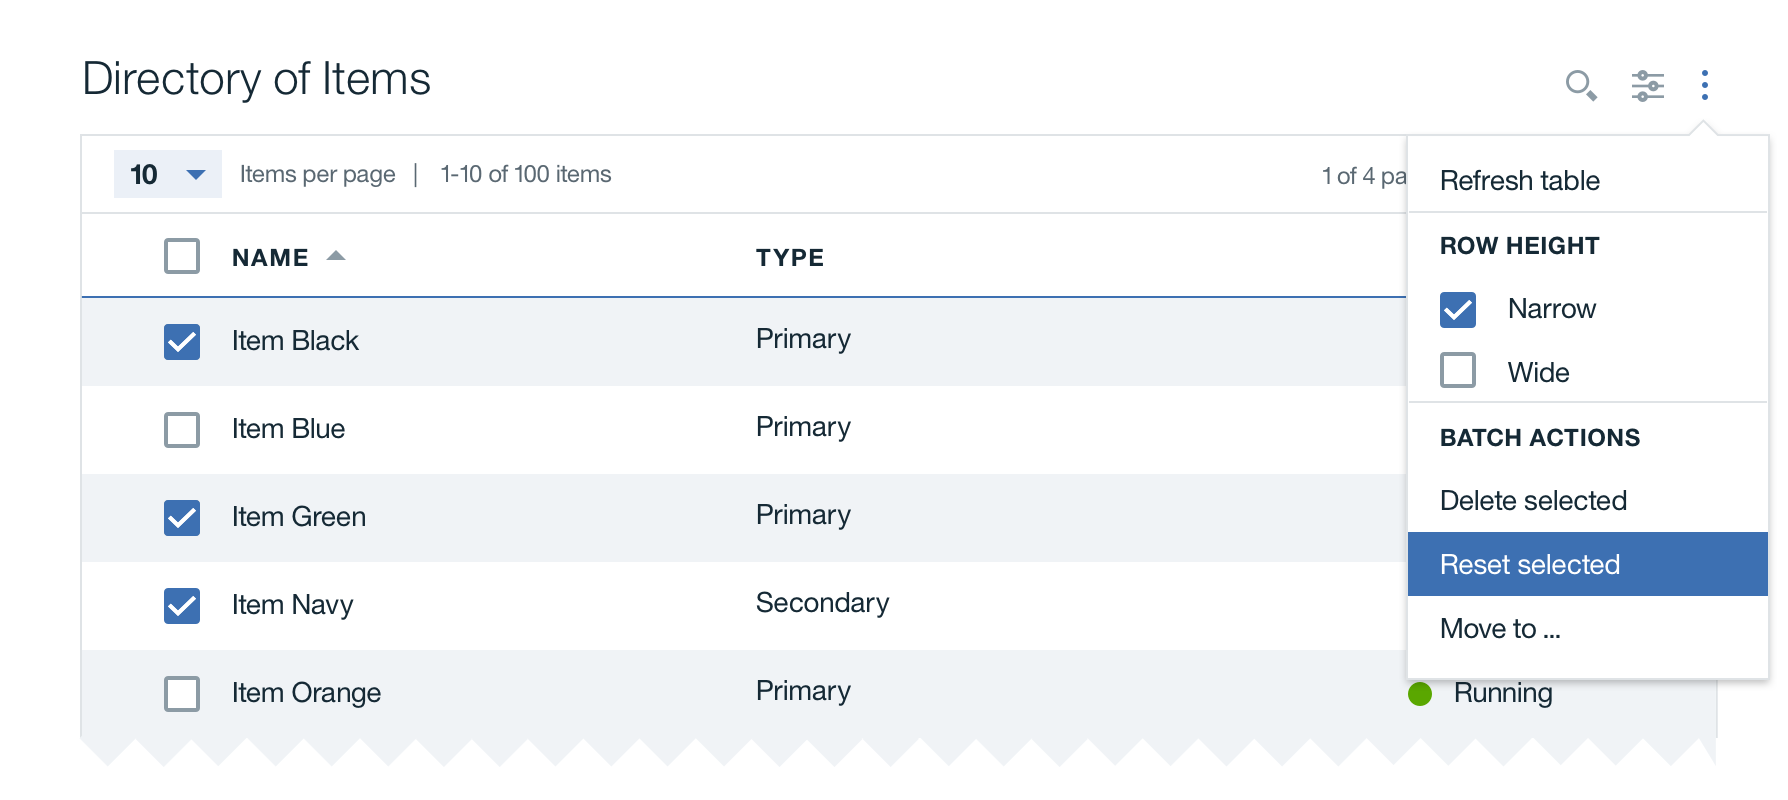 Directory of Items
10 Items per page | 1-10 of 100 items 1 of 4
Refresh table
NAME TYPE
ROW HEIGHT
Narrow
Wide
Item Black Primary
Item Blue Primary
Item Green Primary
Item Navy Secondary
Item Orange Primary Running
BATCH ACTIONS
Delete selected
Reset selected
Move to ...